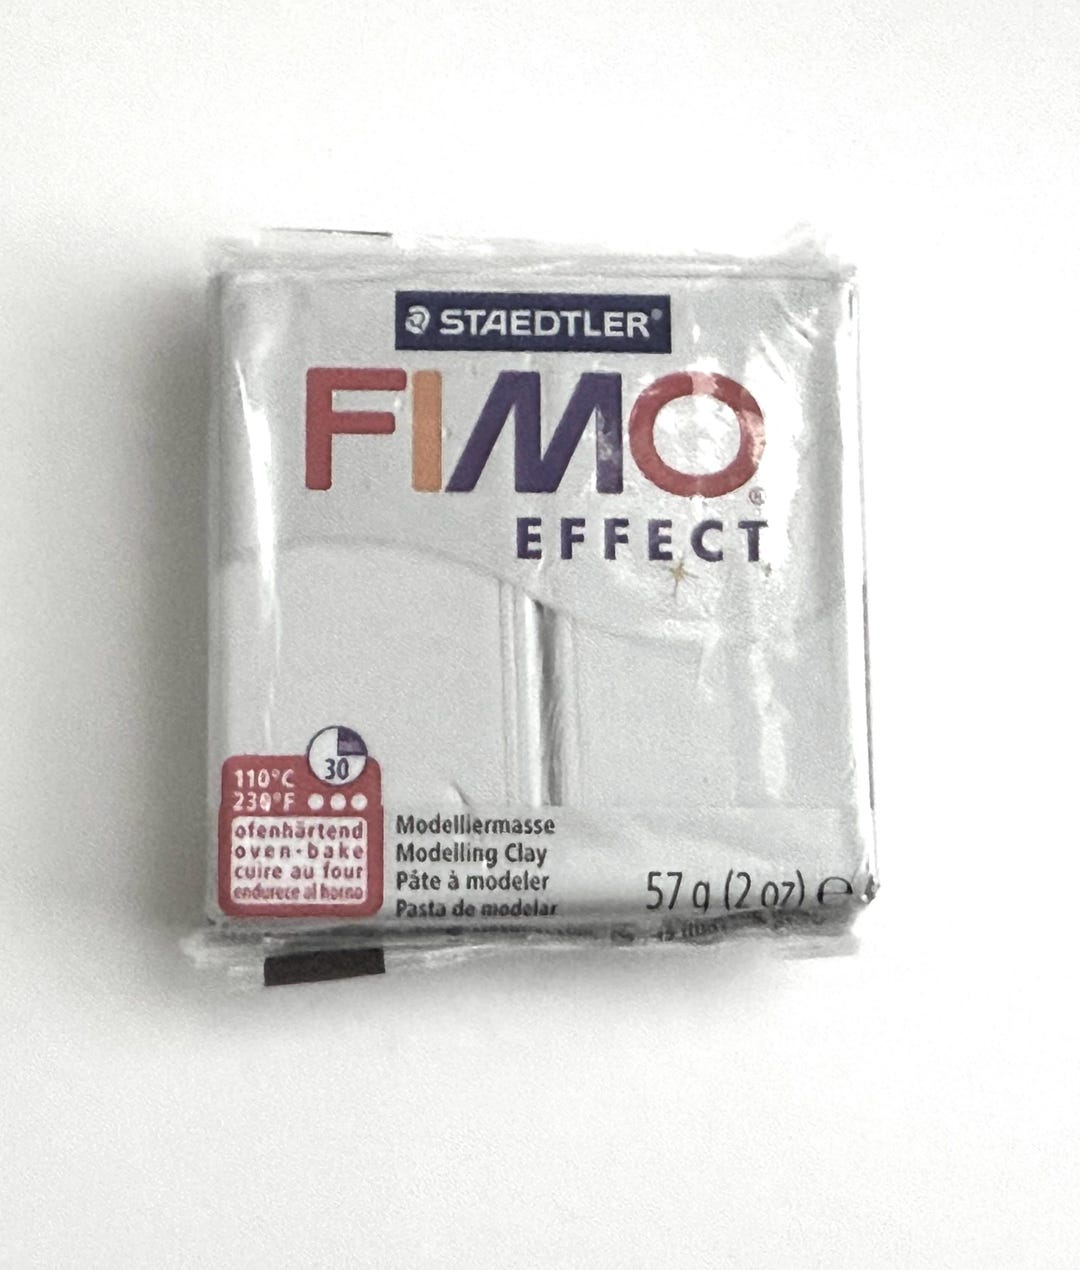 STAEDTLER®
FIMO®
EFFECT
30
110°C
230°F
ofenhärtend
oven-bake
cuire au four
endurece al horno
Modelliermasse
Modelling Clay
Pâte à modeler
Pasta de modelar
57 g (2 oz) ℮